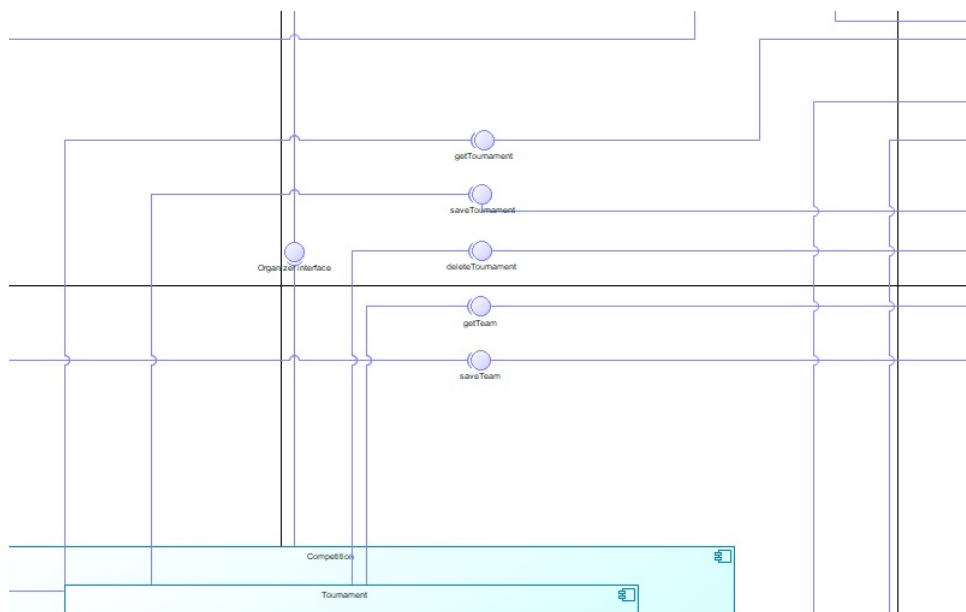 getTournament
saveTournament
Organizer Interface
deleteTournament
getTeam
saveTeam
Competition
Tournament